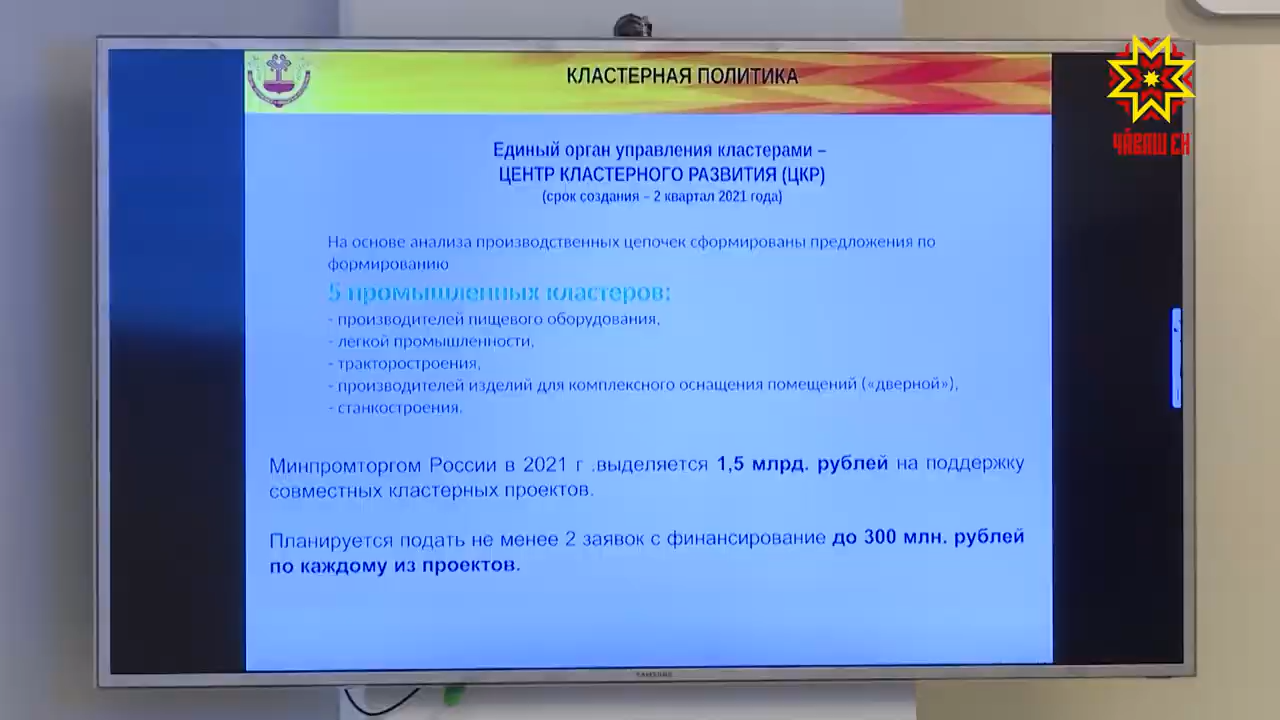 КЛАСТЕРНАЯ ПОЛИТИКА
ЧӐВАШ ЕН
Единый орган управления кластерами –
ЦЕНТР КЛАСТЕРНОГО РАЗВИТИЯ (ЦКР)
(срок создания – 2 квартал 2021 года)
На основе анализа производственных цепочек сформированы предложения по
формированию
5 промышленных кластеров:
- производителей пищевого оборудования,
- легкой промышленности,
- тракторостроения,
- производителей изделий для комплексного оснащения помещений («дверной»),
- станкостроения.
Минпромторгом России в 2021 г .выделяется 1,5 млрд. рублей на поддержку
совместных кластерных проектов.
Планируется подать не менее 2 заявок с финансирование до 300 млн. рублей
по каждому из проектов.
SAMSUNG